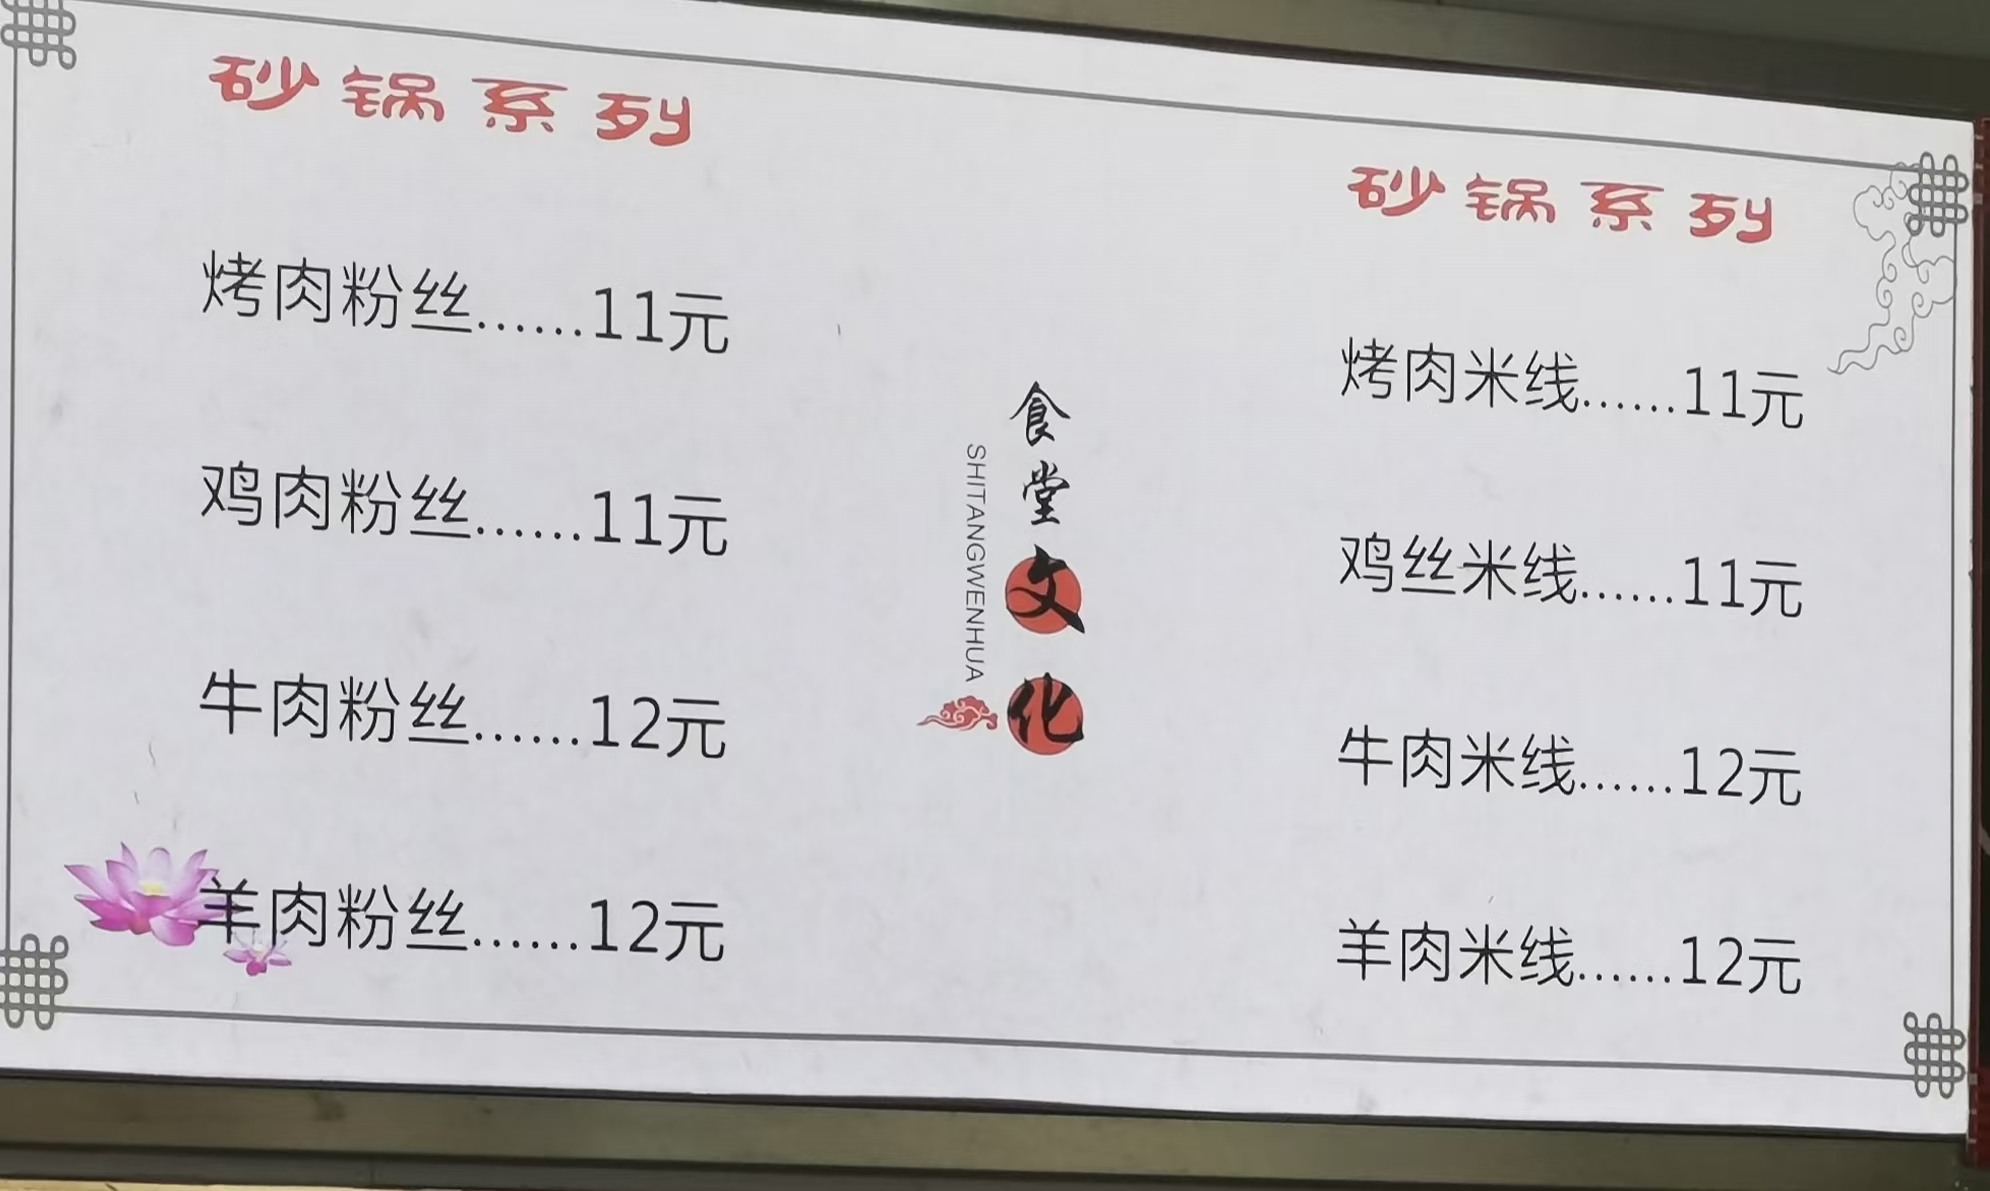 砂锅系列
烤肉粉丝......11元
鸡肉粉丝......11元
牛肉粉丝......12元
羊肉粉丝......12元
食堂文化
SHITANGWENHUA
砂锅系列
烤肉米线......11元
鸡丝米线......11元
牛肉米线......12元
羊肉米线......12元